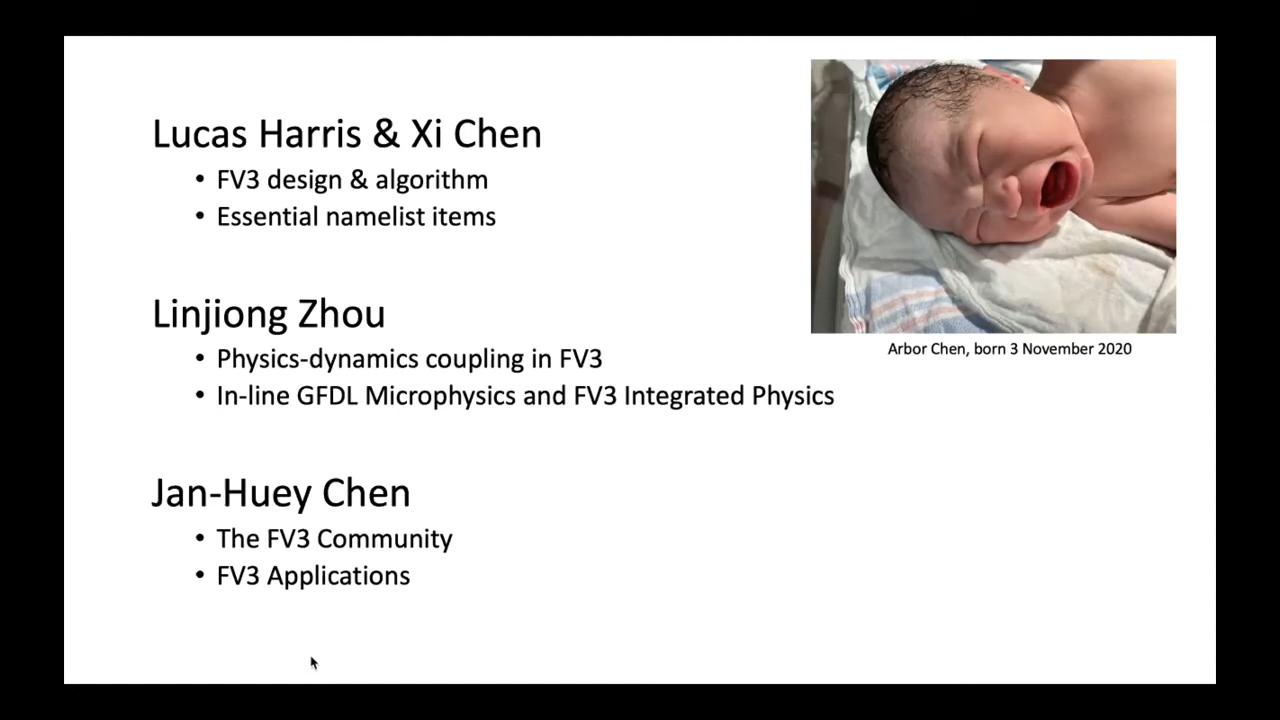 Lucas Harris & Xi Chen
• FV3 design & algorithm
• Essential namelist items
Arbor Chen, born 3 November 2020
Linjiong Zhou
• Physics-dynamics coupling in FV3
• In-line GFDL Microphysics and FV3 Integrated Physics
Jan-Huey Chen
• The FV3 Community
• FV3 Applications